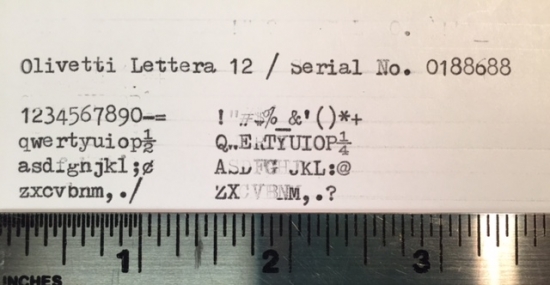 Olivetti Lettera 12 / Serial No. 0188688
1234567890-= !"#$%_&'()*+
qwertyuiop½ QWERTYUIOP¼
asdfghjkl;¢ ASDFGHJKL:@
zxcvbnm,./ ZXCVBNM,.?
1 2 3
INCHES